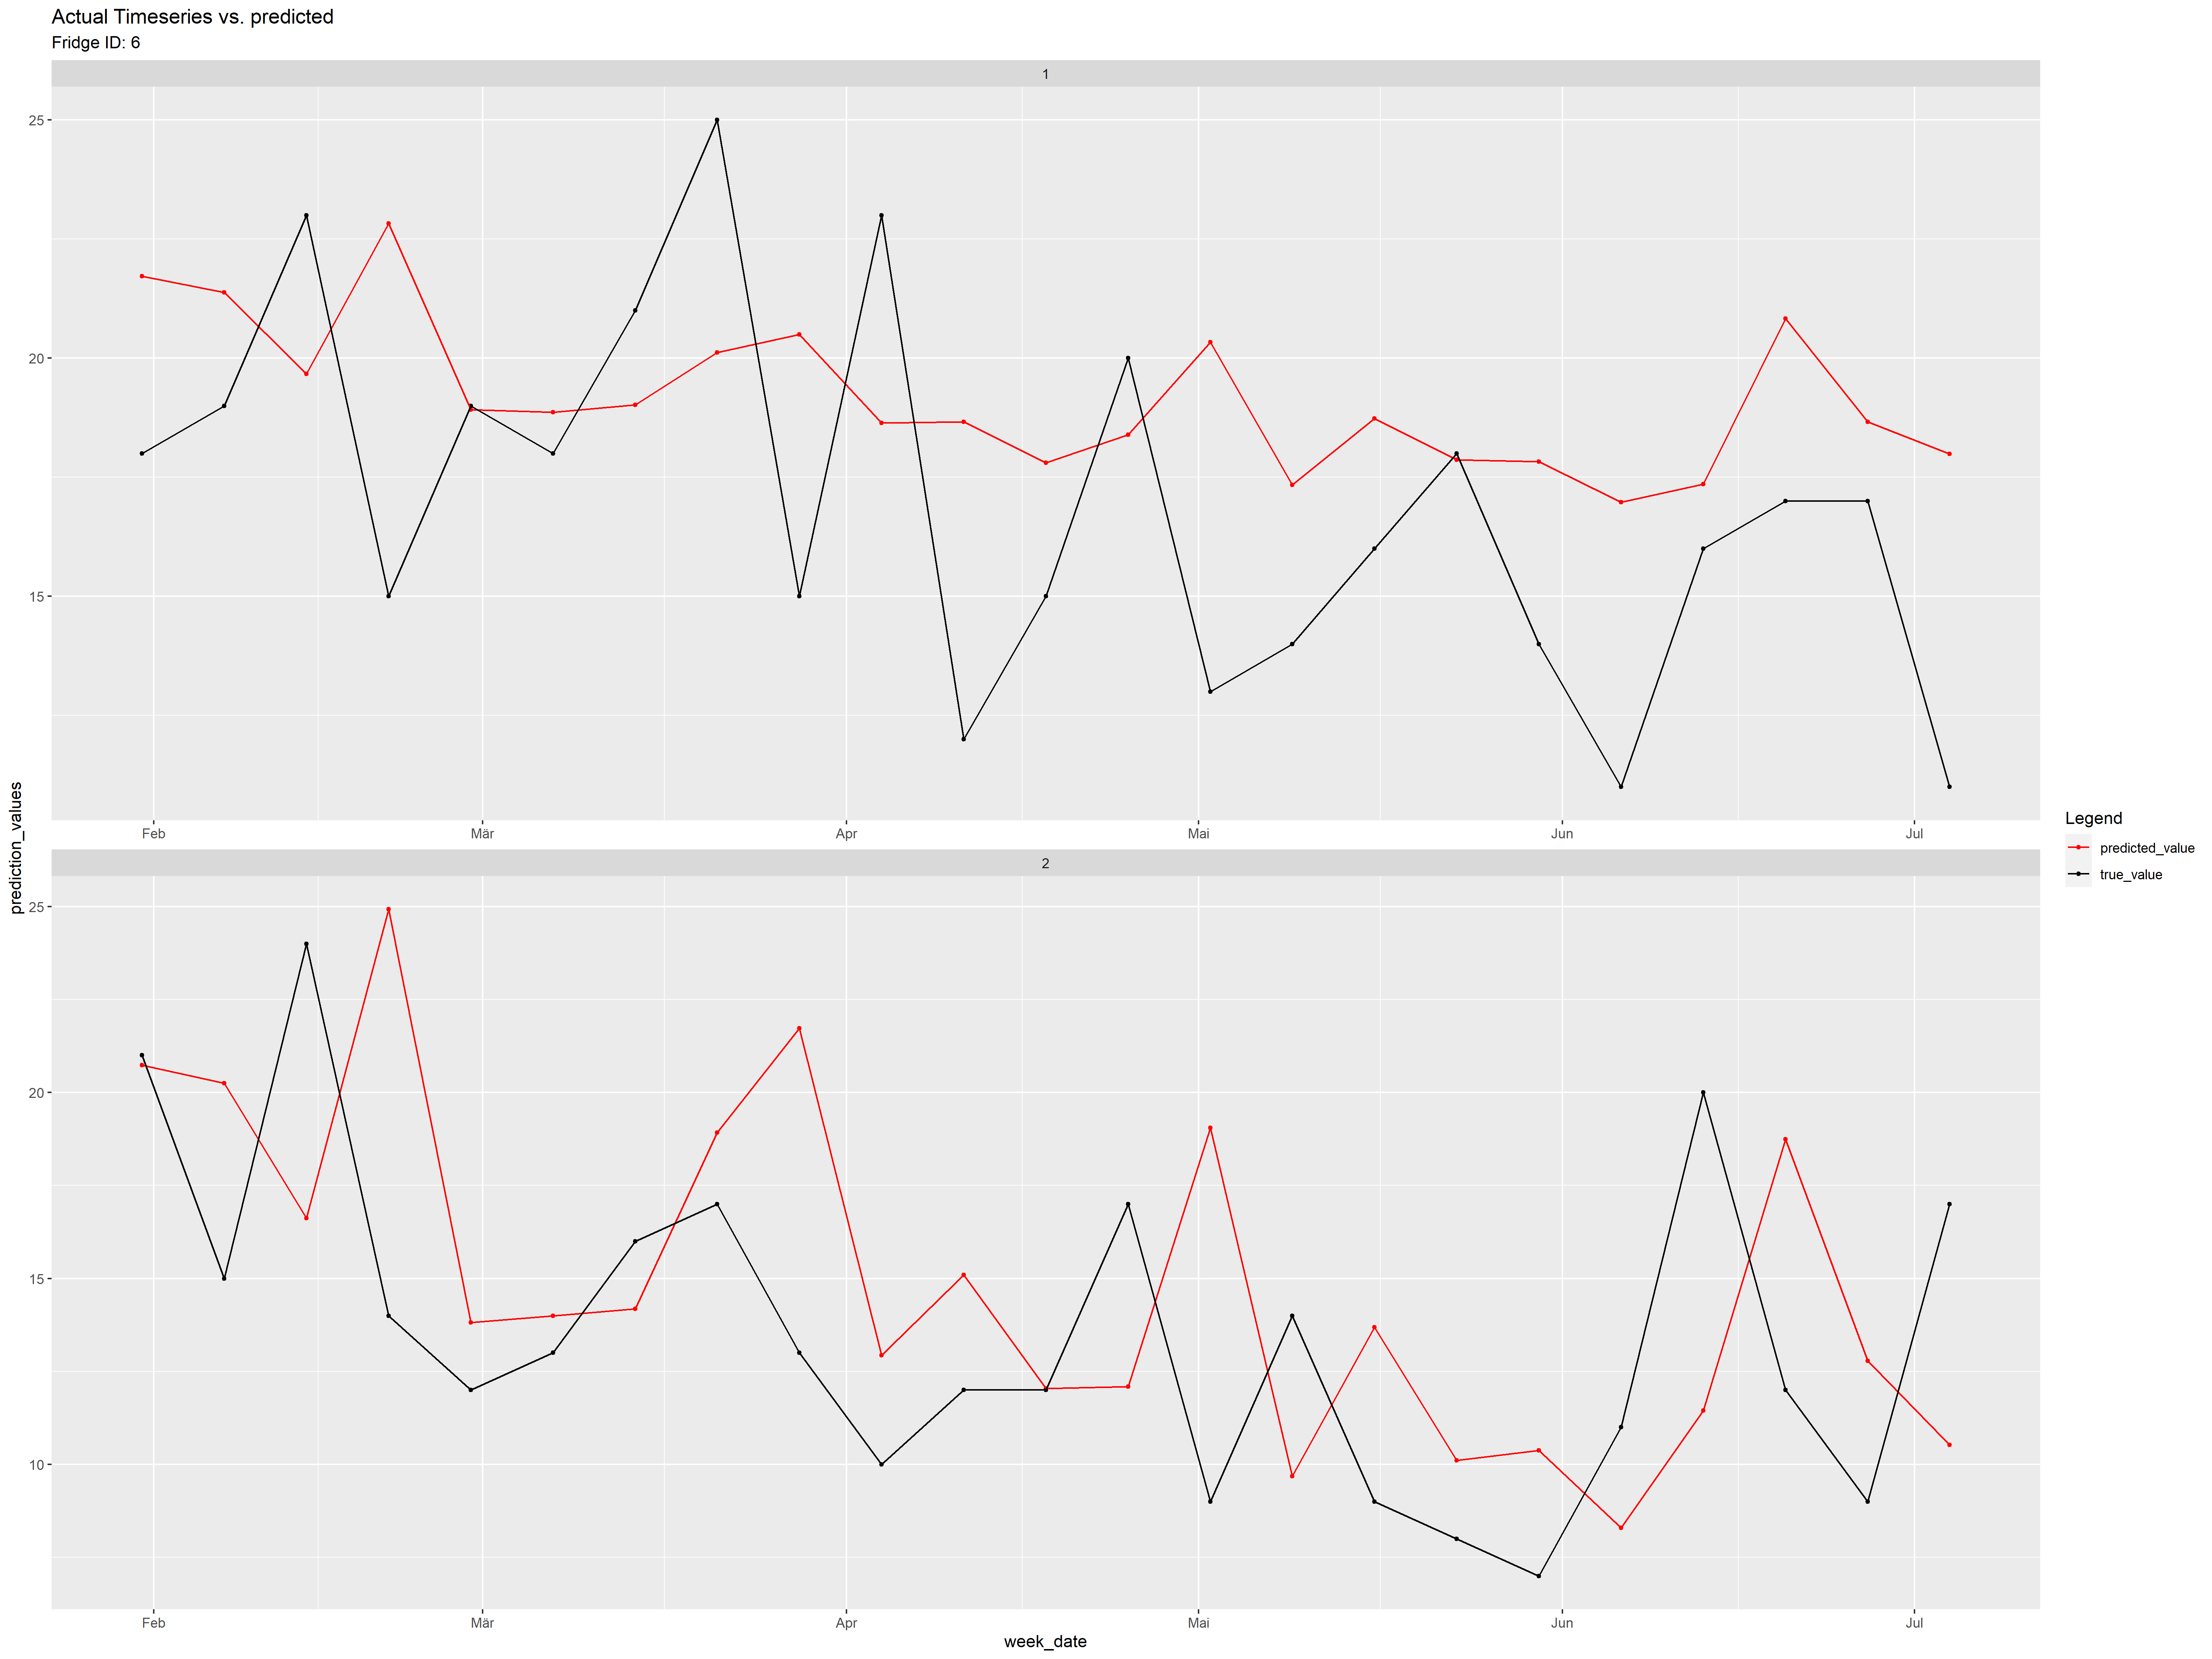 Actual Timeseries vs. predicted
Fridge ID: 6
1
25
20
15
Feb Mär Apr Mai Jun Jul
prediction_values
2
25
20
15
10
Feb Mär Apr Mai Jun Jul
week_date
Legend
predicted_value
true_value